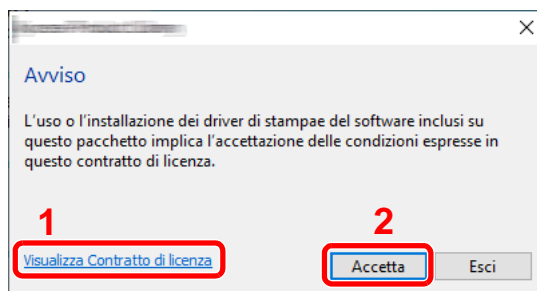 Avviso
L'uso o l'installazione dei driver di stampae del software inclusi su
questo pacchetto implica l'accettazione delle condizioni espresse in
questo contratto di licenza.
1
2
Visualizza Contratto di licenza
Accetta
Esci